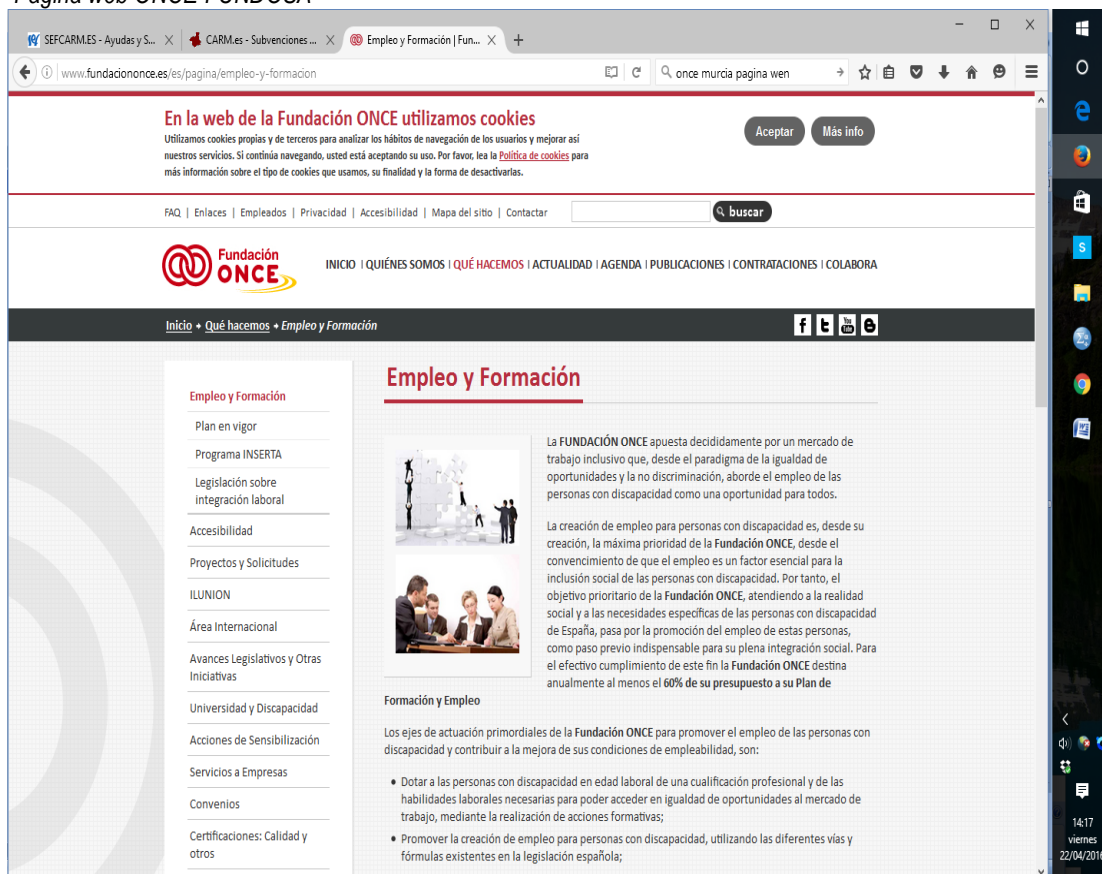 Página web ONCE FUNDOSA
SEFCARM.ES - Ayudas y S...
CARM.es - Subvenciones ...
Empleo y Formación | Fun...
www.fundaciononce.es/es/pagina/empleo-y-formacion
once murcia pagina wen
En la web de la Fundación ONCE utilizamos cookies
Utilizamos cookies propias y de terceros para analizar los hábitos de navegación de los usuarios y mejorar así
nuestros servicios. Si continúa navegando, usted está aceptando su uso. Por favor, lea la Política de cookies para
más información sobre el tipo de cookies que usamos, su finalidad y la forma de desactivarlas.
Aceptar
Más info
FAQ | Enlaces | Empleados | Privacidad | Accesibilidad | Mapa del sitio | Contactar
buscar
Fundación
ONCE
INICIO | QUIÉNES SOMOS | QUÉ HACEMOS | ACTUALIDAD | AGENDA | PUBLICACIONES | CONTRATACIONES | COLABORA
Inicio + Qué hacemos + Empleo y Formación
Empleo y Formación
Plan en vigor
Programa INSERTA
Legislación sobre
integración laboral
Accesibilidad
Proyectos y Solicitudes
ILUNION
Área Internacional
Avances Legislativos y Otras
Iniciativas
Universidad y Discapacidad
Acciones de Sensibilización
Servicios a Empresas
Convenios
Certificaciones: Calidad y
otros
Empleo y Formación
La FUNDACIÓN ONCE apuesta decididamente por un mercado de
trabajo inclusivo que, desde el paradigma de la igualdad de
oportunidades y la no discriminación, aborde el empleo de las
personas con discapacidad como una oportunidad para todos.
La creación de empleo para personas con discapacidad es, desde su
creación, la máxima prioridad de la Fundación ONCE, desde el
convencimiento de que el empleo es un factor esencial para la
inclusión social de las personas con discapacidad. Por tanto, el
objetivo prioritario de la Fundación ONCE, atendiendo a la realidad
social y a las necesidades específicas de las personas con discapacidad
de España, pasa por la promoción del empleo de estas personas,
como paso previo indispensable para su plena integración social. Para
el efectivo cumplimiento de este fin la Fundación ONCE destina
anualmente al menos el 60% de su presupuesto a su Plan de
Formación y Empleo
Los ejes de actuación primordiales de la Fundación ONCE para promover el empleo de las personas con
discapacidad y contribuir a la mejora de sus condiciones de empleabilidad, son:
• Dotar a las personas con discapacidad en edad laboral de una cualificación profesional y de las
habilidades laborales necesarias para poder acceder en igualdad de oportunidades al mercado de
trabajo, mediante la realización de acciones formativas;
• Promover la creación de empleo para personas con discapacidad, utilizando las diferentes vías y
fórmulas existentes en la legislación española;
14:17
viernes
22/04/2016